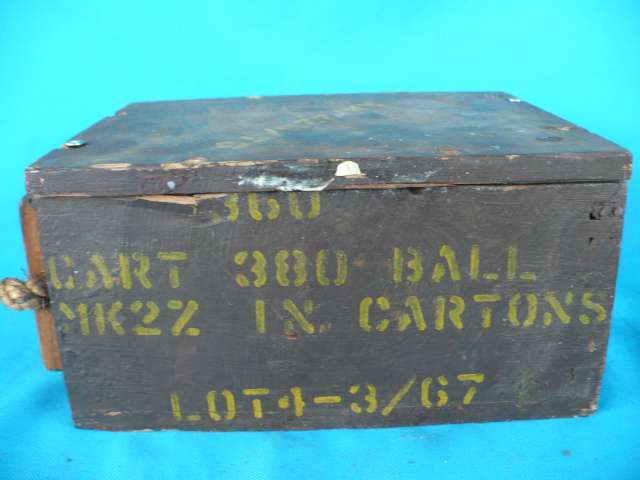 360
CART 380 BALL
MK2Z IN CARTONS
LOT4-3/67